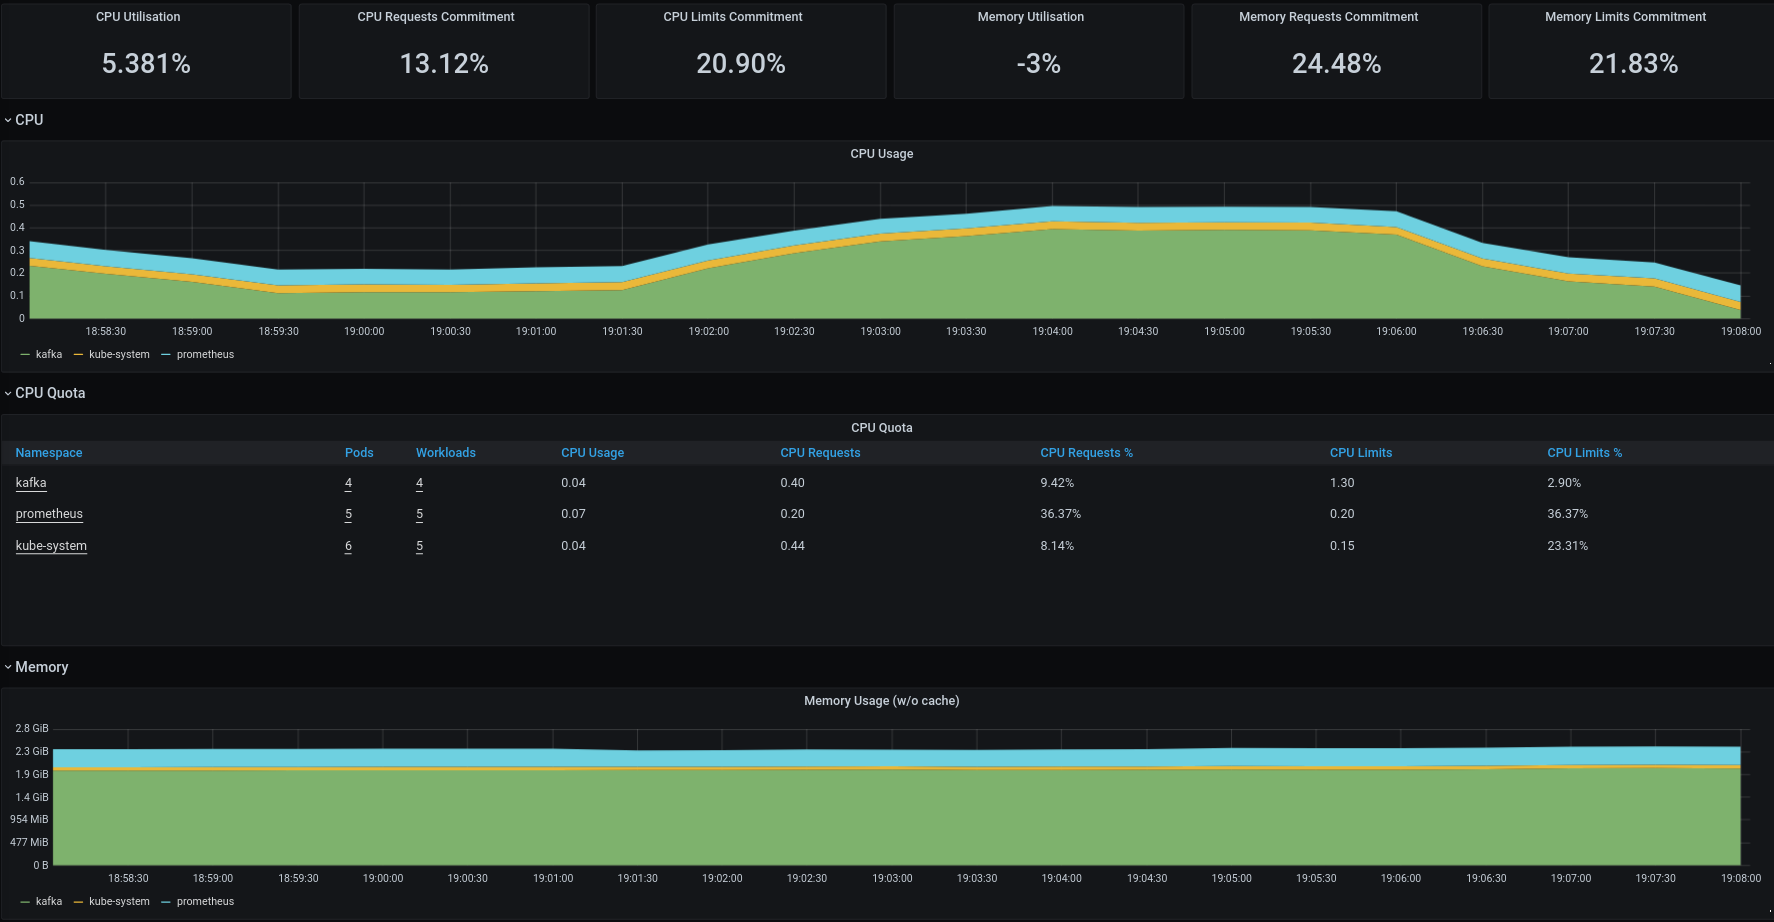 CPU Utilisation CPU Requests Commitment CPU Limits Commitment Memory Utilisation Memory Requests Commitment Memory Limits Commitment
5.381% 13.12% 20.90% -3% 24.48% 21.83%
CPU
CPU Usage
0.6
0.5
0.4
0.3
0.2
0.1
0
18:58:30 18:59:00 18:59:30 19:00:00 19:00:30 19:01:00 19:01:30 19:02:00 19:02:30 19:03:00 19:03:30 19:04:00 19:04:30 19:05:00 19:05:30 19:06:00 19:06:30 19:07:00 19:07:30 19:08:00
kafka kube-system prometheus
CPU Quota
CPU Quota
Namespace Pods Workloads CPU Usage CPU Requests CPU Requests % CPU Limits CPU Limits %
kafka 4 4 0.04 0.40 9.42% 1.30 2.90%
prometheus 5 5 0.07 0.20 36.37% 0.20 36.37%
kube-system 6 5 0.04 0.44 8.14% 0.15 23.31%
Memory
Memory Usage (w/o cache)
2.8 GiB
2.3 GiB
1.9 GiB
1.4 GiB
954 MiB
477 MiB
0 B
18:58:30 18:59:00 18:59:30 19:00:00 19:00:30 19:01:00 19:01:30 19:02:00 19:02:30 19:03:00 19:03:30 19:04:00 19:04:30 19:05:00 19:05:30 19:06:00 19:06:30 19:07:00 19:07:30 19:08:00
kafka kube-system prometheus